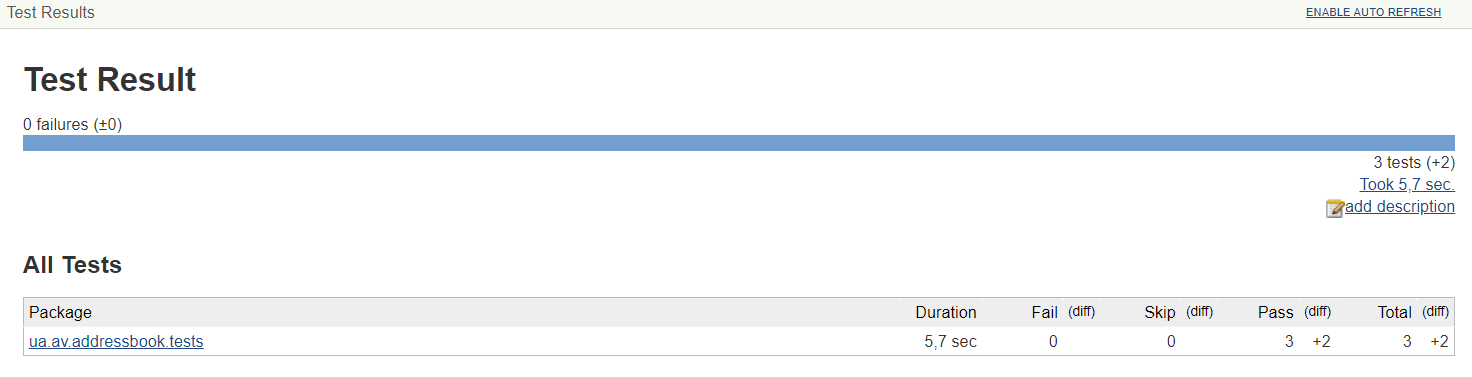 Test Results ENABLE AUTO REFRESH
Test Result
0 failures (±0)
3 tests (+2)
Took 5,7 sec.
add description
All Tests
Package Duration Fail (diff) Skip (diff) Pass (diff) Total (diff)
ua.av.addressbook.tests 5,7 sec 0 0 3 +2 3 +2